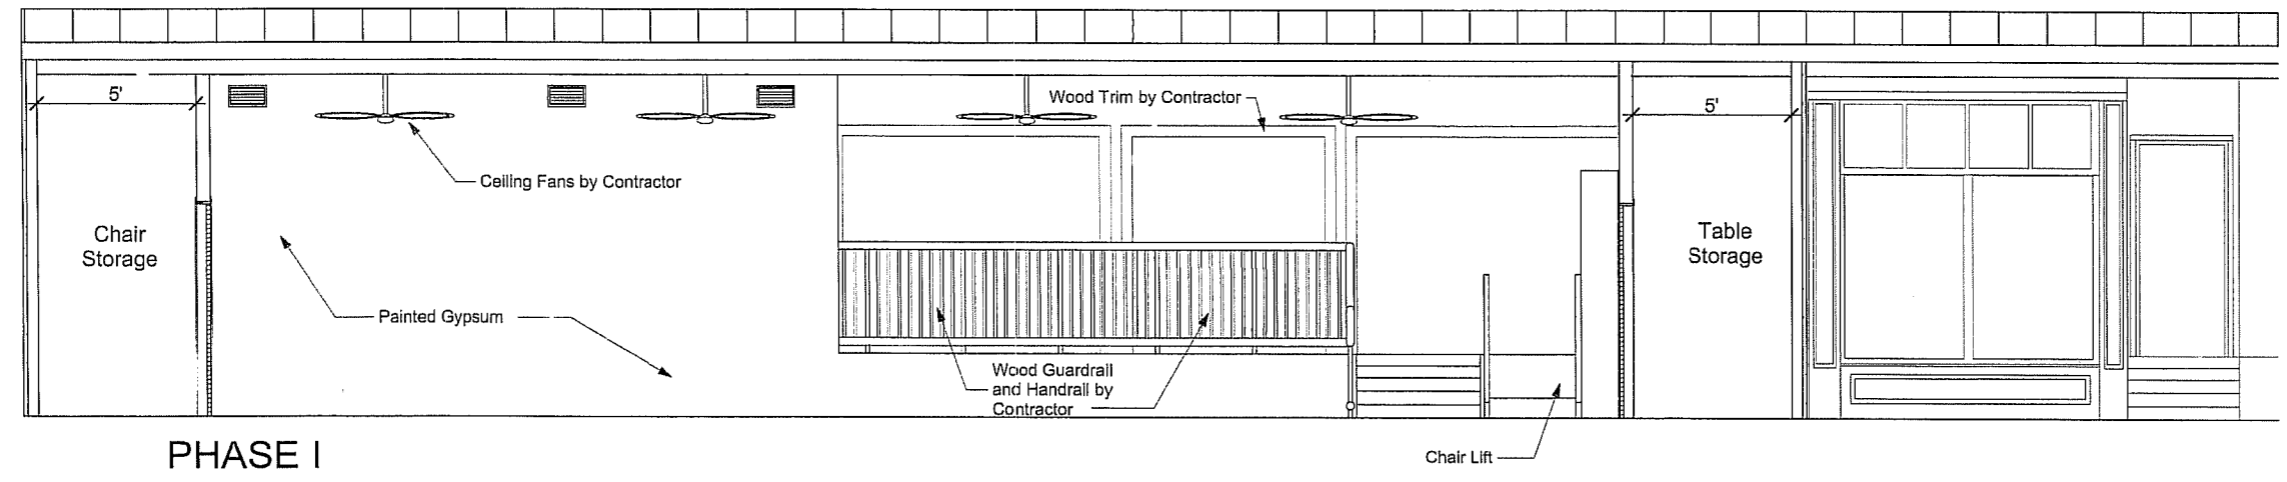 5'
Wood Trim by Contractor
5'
Ceiling Fans by Contractor
Chair
Storage
Table
Storage
Painted Gypsum
Wood Guardrail
and Handrail by
Contractor
PHASE I
Chair Lift